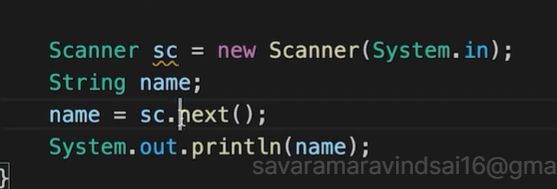 Scanner sc = new Scanner(System.in);
String name;
name = sc.next();
System.out.println(name);
savaramaravindsai16@gma
}